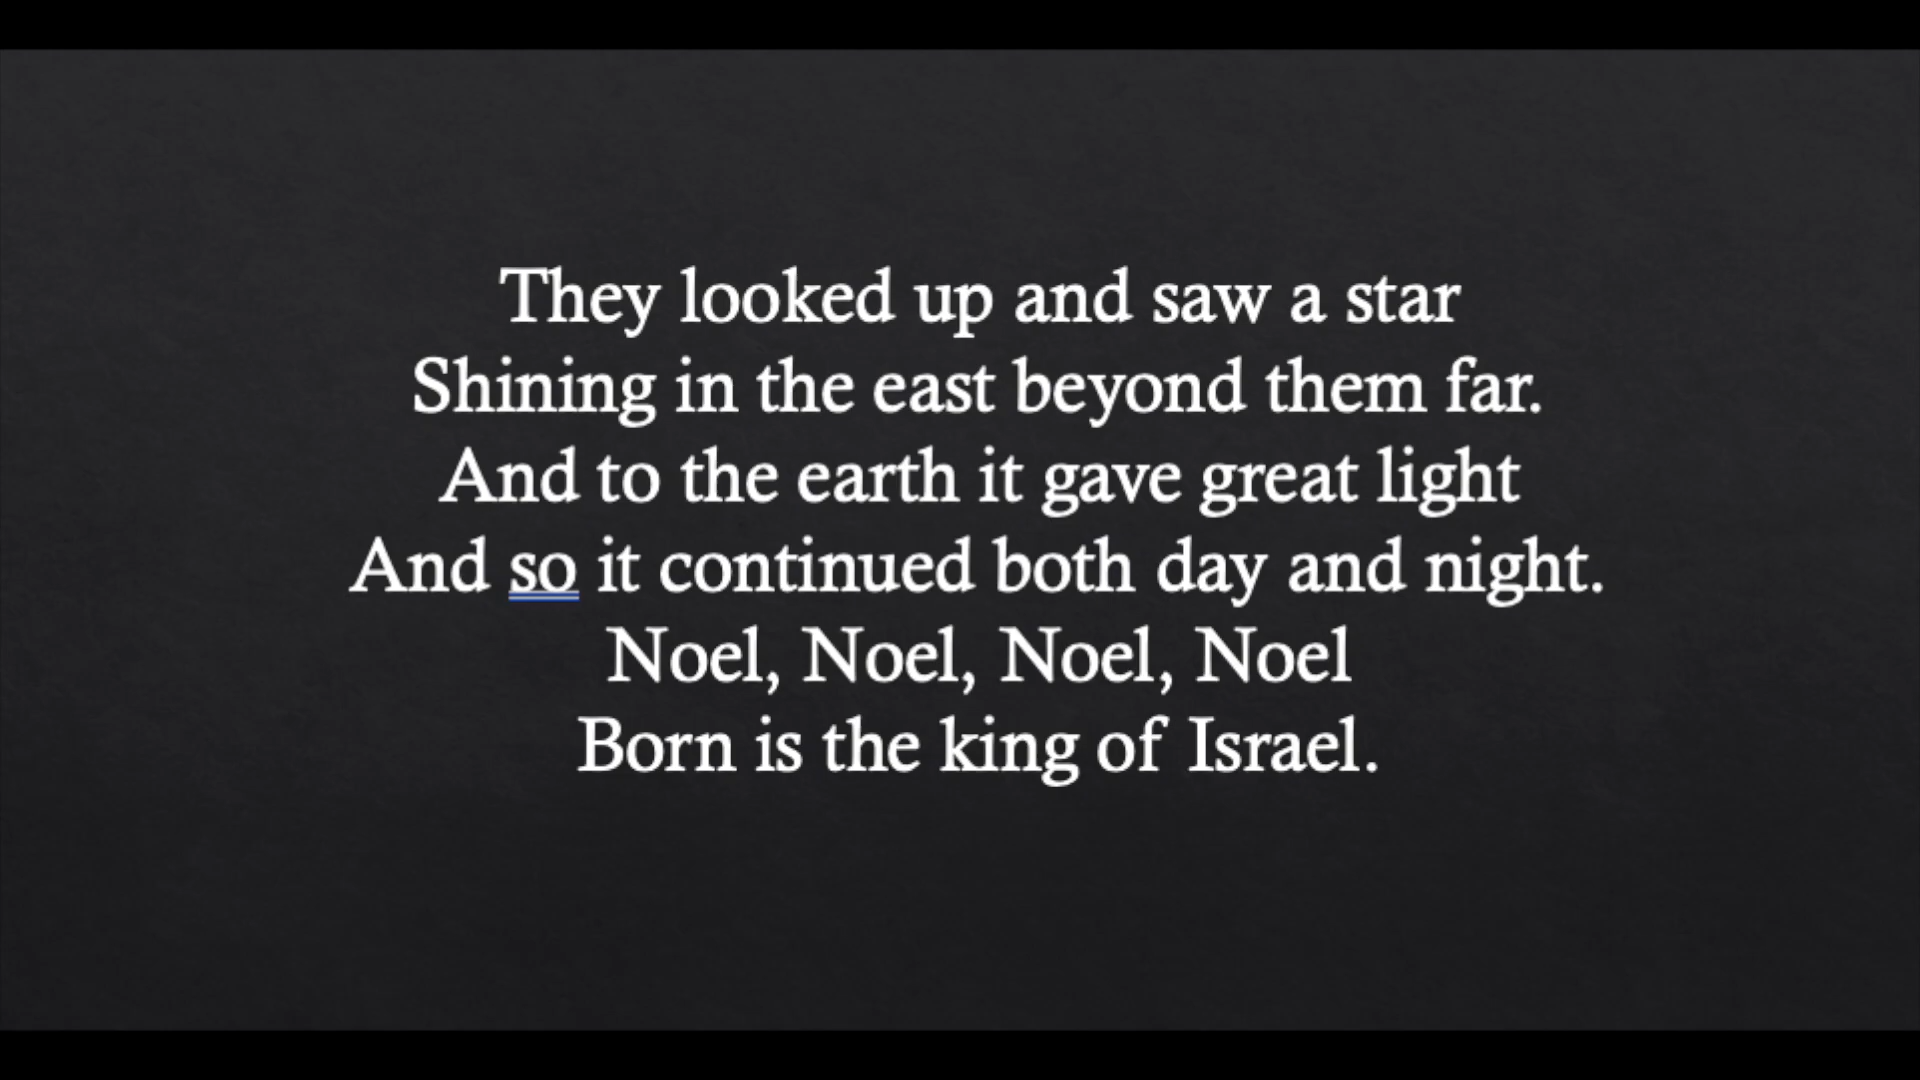 They looked up and saw a star
Shining in the east beyond them far.
And to the earth it gave great light
And so it continued both day and night.
Noel, Noel, Noel, Noel
Born is the king of Israel.